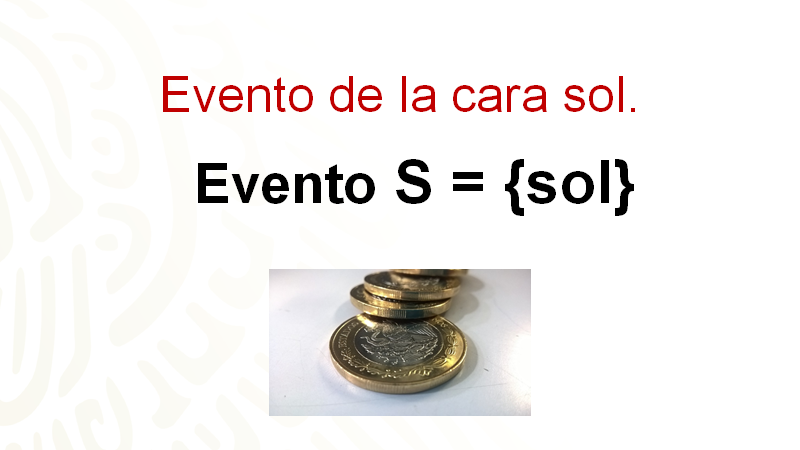 Evento de la cara sol.
Evento S = {sol}